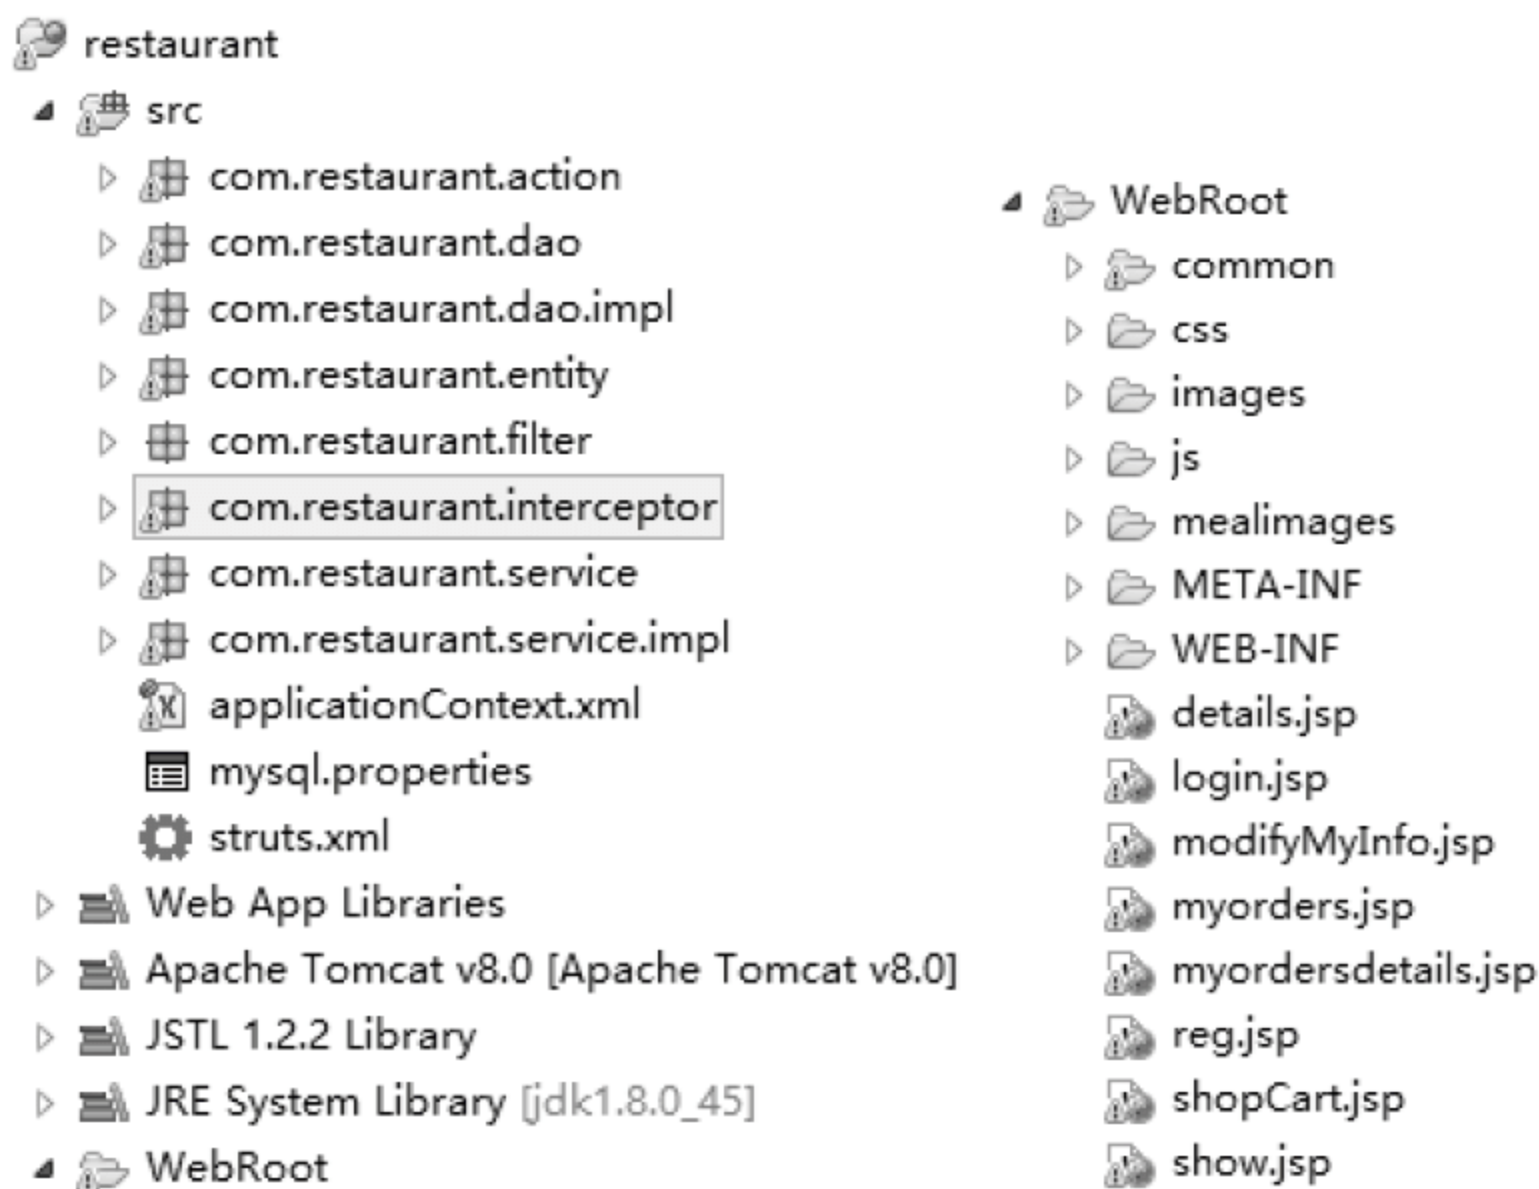 restaurant
src
com.restaurant.action
com.restaurant.dao
com.restaurant.dao.impl
com.restaurant.entity
com.restaurant.filter
com.restaurant.interceptor
com.restaurant.service
com.restaurant.service.impl
applicationContext.xml
mysql.properties
struts.xml
Web App Libraries
Apache Tomcat v8.0 [Apache Tomcat v8.0]
JSTL 1.2.2 Library
JRE System Library [jdk1.8.0_45]
WebRoot
WebRoot
common
css
images
js
mealimages
META-INF
WEB-INF
details.jsp
login.jsp
modifyMyInfo.jsp
myorders.jsp
myordersdetails.jsp
reg.jsp
shopCart.jsp
show.jsp